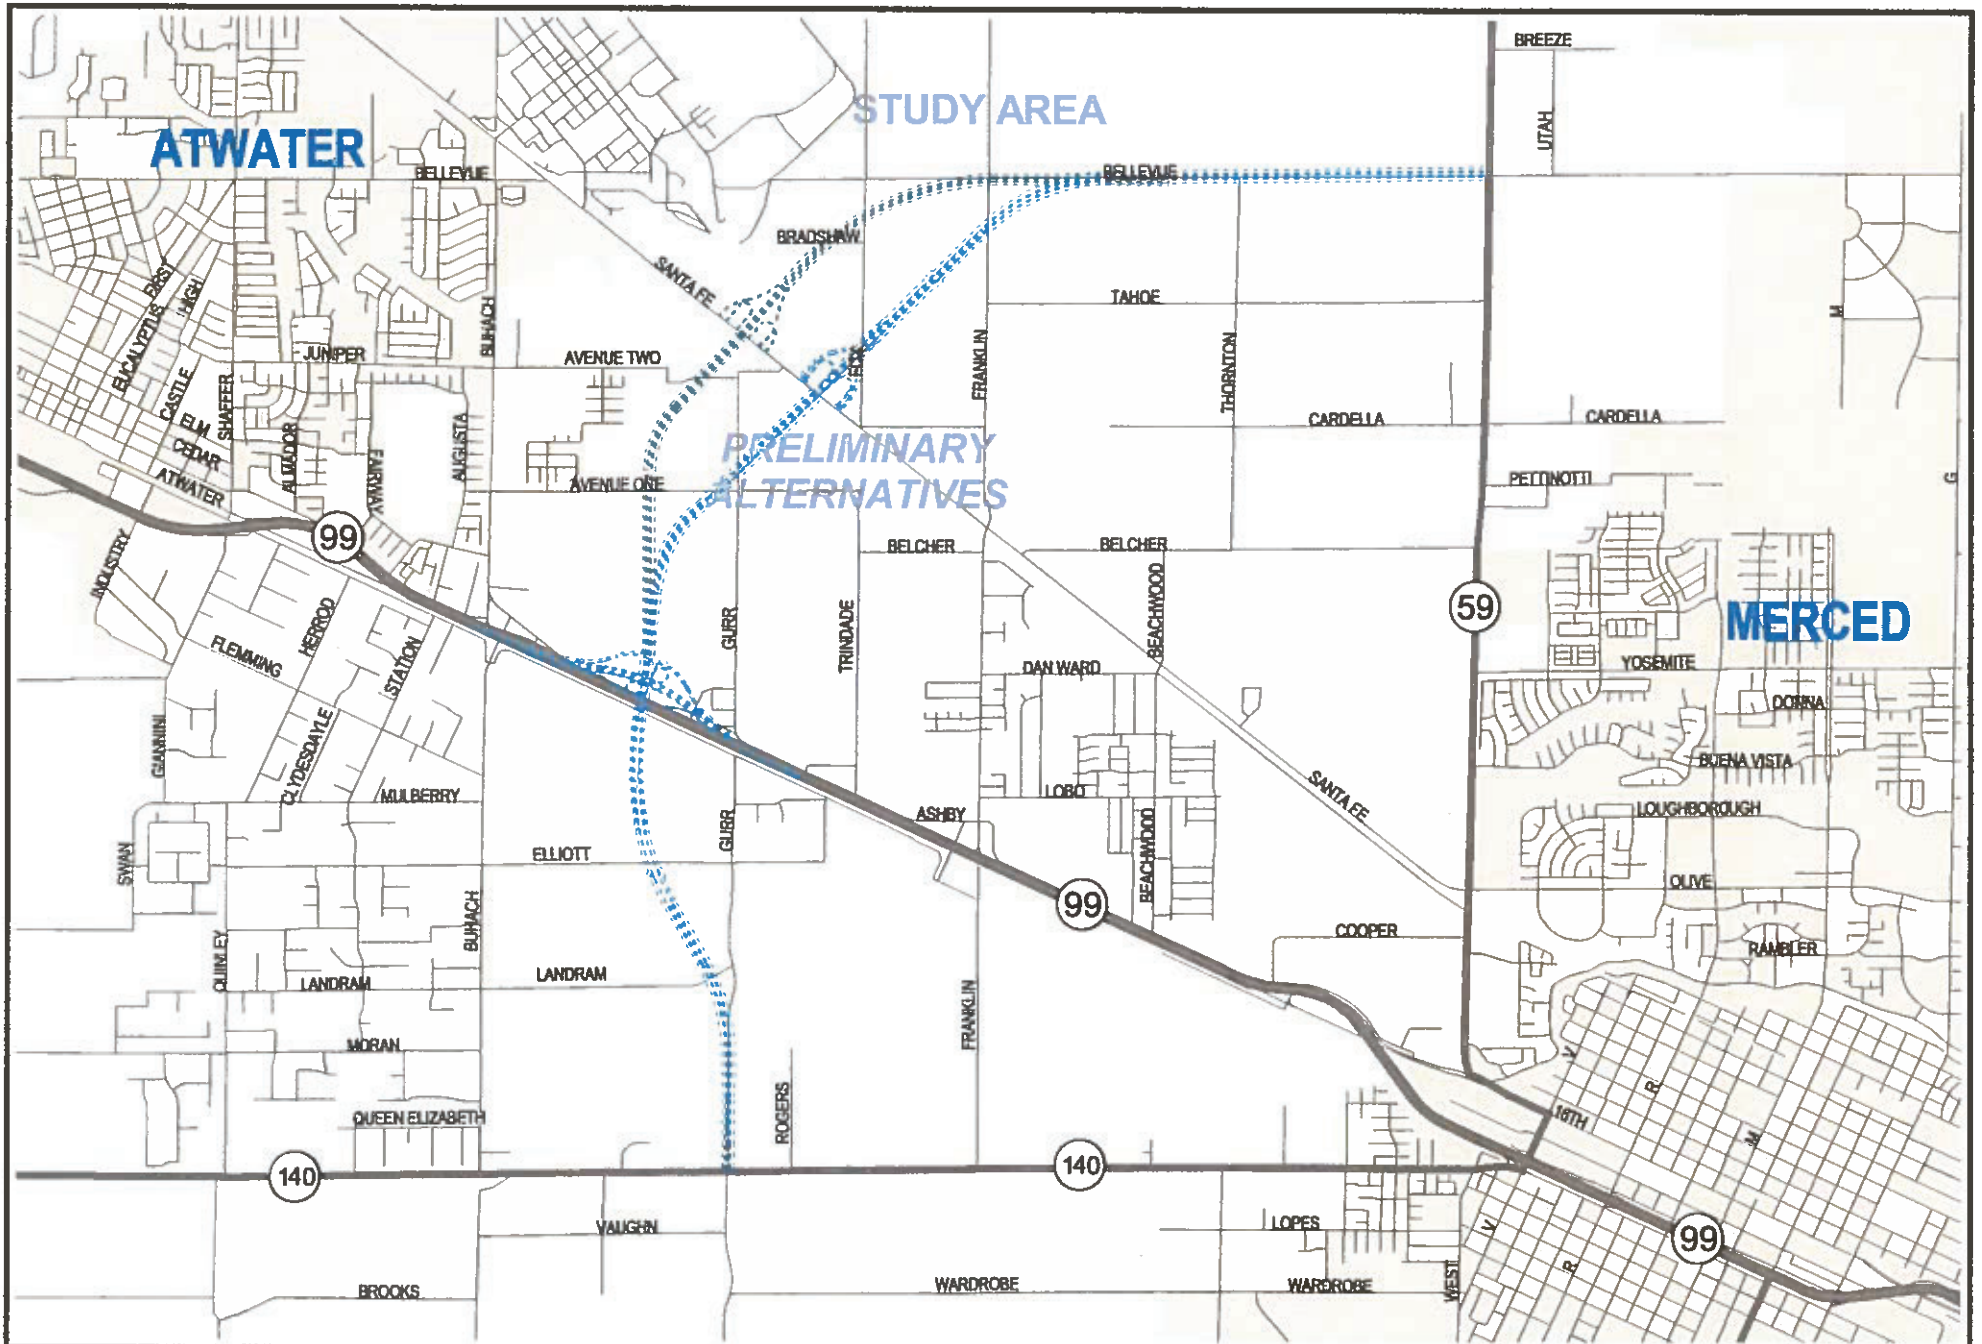 BREEZE
STUDY AREA
UTAH
ATWATER
BELLEVUE
BELLEVUE
BRADSHAW
SANTA FE
FIRST
HIGH
EUCALYPTUS
BUHACH
TAHOE
M
JUNIPER
AVENUE TWO
FRANKLIN
THORNTON
CASTLE
SHAFFER
ELM
CEDAR
ATWATER
ALMADOR
FAIRWAY
AUGUSTA
CARDELLA
CARDELLA
PRELIMINARY
ALTERNATIVES
AVENUE ONE
PETTINOTTI
G
99
INDUSTRY
BELCHER
BELCHER
BEACHWOOD
59
MERCED
HERROD
FLEMMING
STATION
GURR
TRINDADE
DAN WARD
YOSEMITE
DONNA
GIANNINI
CLYDESDAYLE
MULBERRY
BUENA VISTA
SANTA FE
LOBO
LOUGHBOROUGH
ASHBY
GURR
BEACHWOOD
SWAN
ELLIOTT
OLIVE
99
BUHACH
COOPER
RAMBLER
QUINLEY
LANDRAM
LANDRAM
FRANKLIN
MORAN
V
R
M
ROGERS
QUEEN ELIZABETH
16TH
140
140
VAUGHN
LOPES
V
R
99
BROOKS
WARDROBE
WARDROBE
WEST